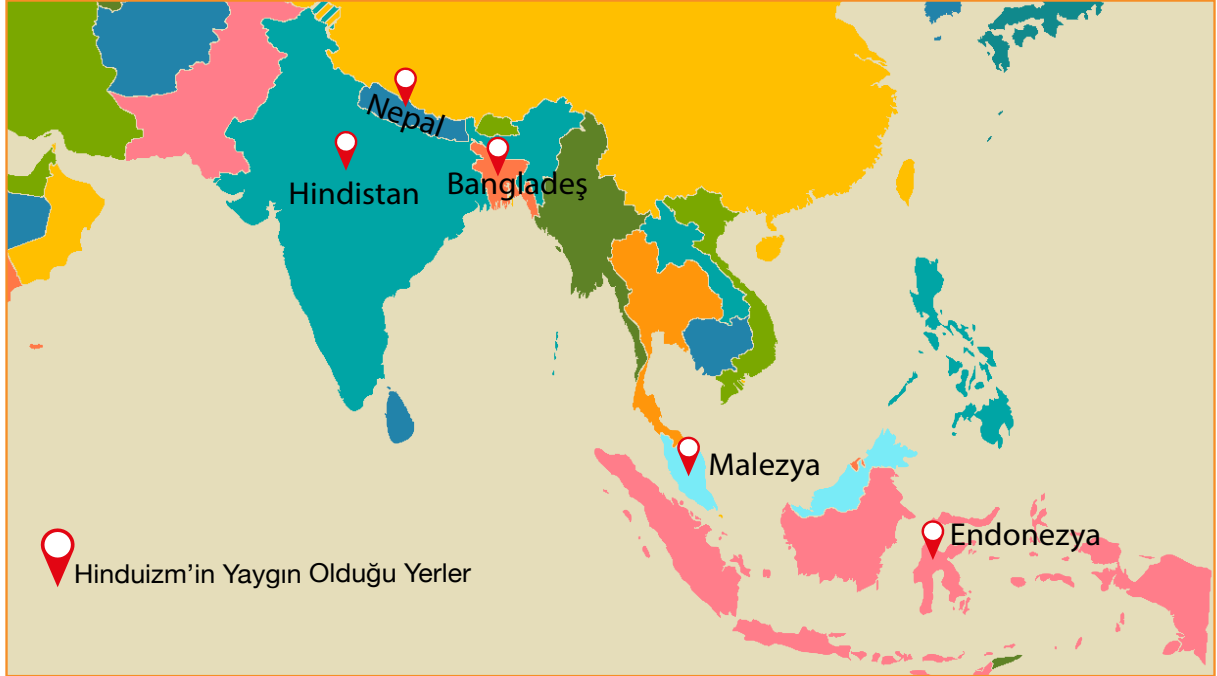 Nepal
Hindistan
Bangladeş
Malezya
Endonezya
Hinduizm’in Yaygın Olduğu Yerler